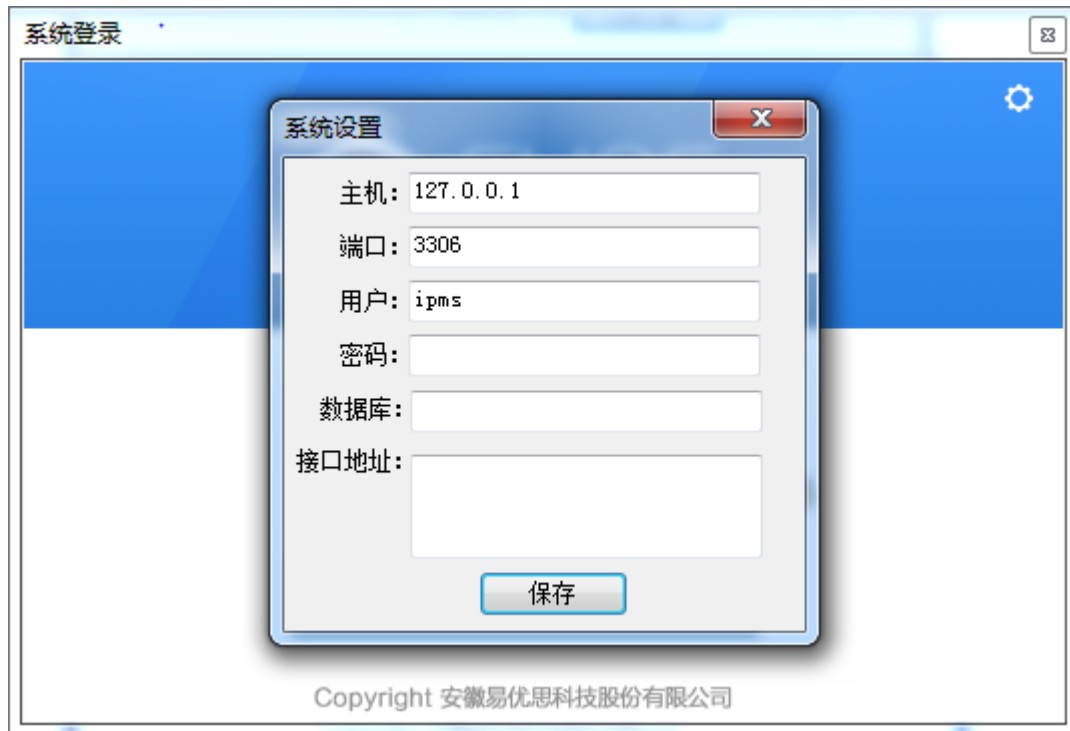 系统登录
系统设置
主机: 127.0.0.1
端口: 3306
用户: ipms
密码:
数据库:
接口地址:
保存
Copyright 安徽易优思科技股份有限公司